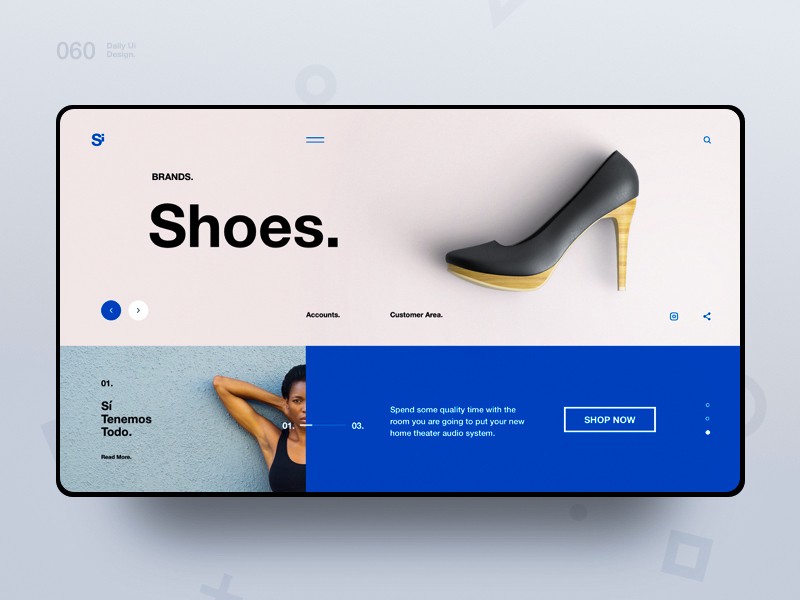 060
Daily UI
Design.
Si
BRANDS.
Shoes.
Accounts.
Customer Area.
01.
Sí
Tenemos
Todo.
Read More.
01.
03.
Spend some quality time with the
room you are going to put your new
home theater audio system.
SHOP NOW